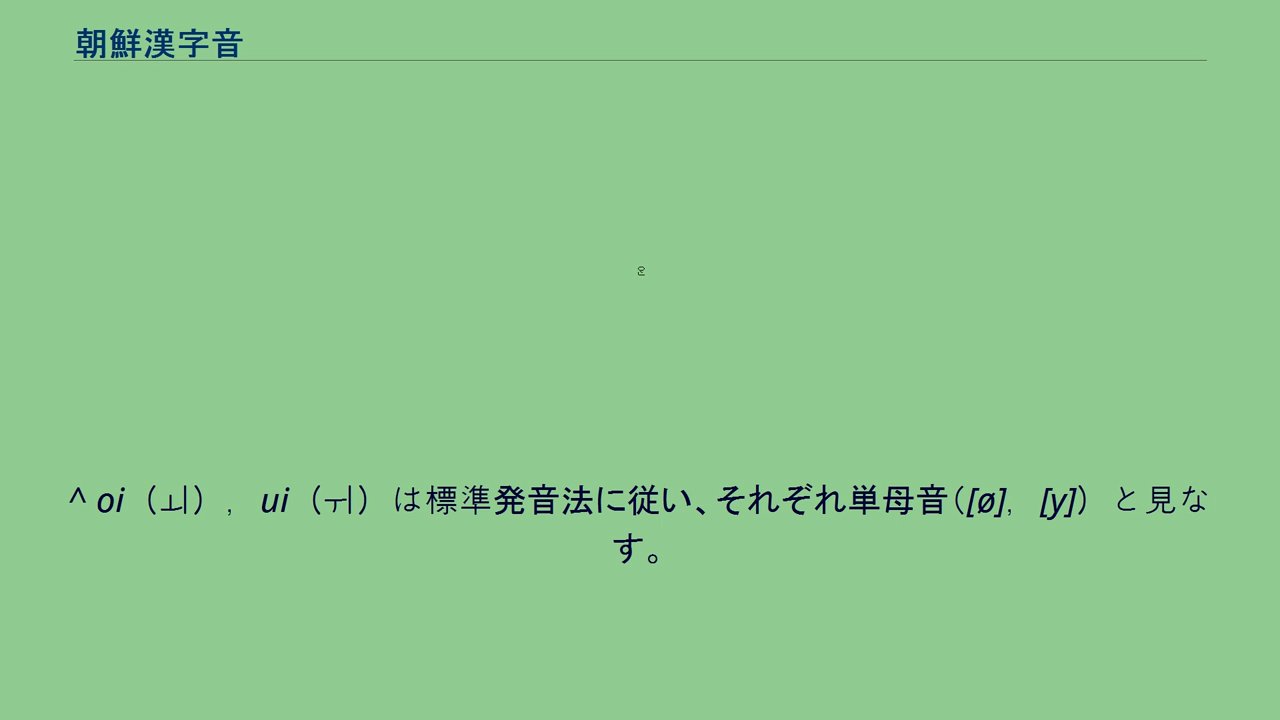 朝鮮漢字音
^ oi（ㅚ）, ui（ㅟ）は標準発音法に従い、それぞれ単母音([ø], [y]）と見な
す。